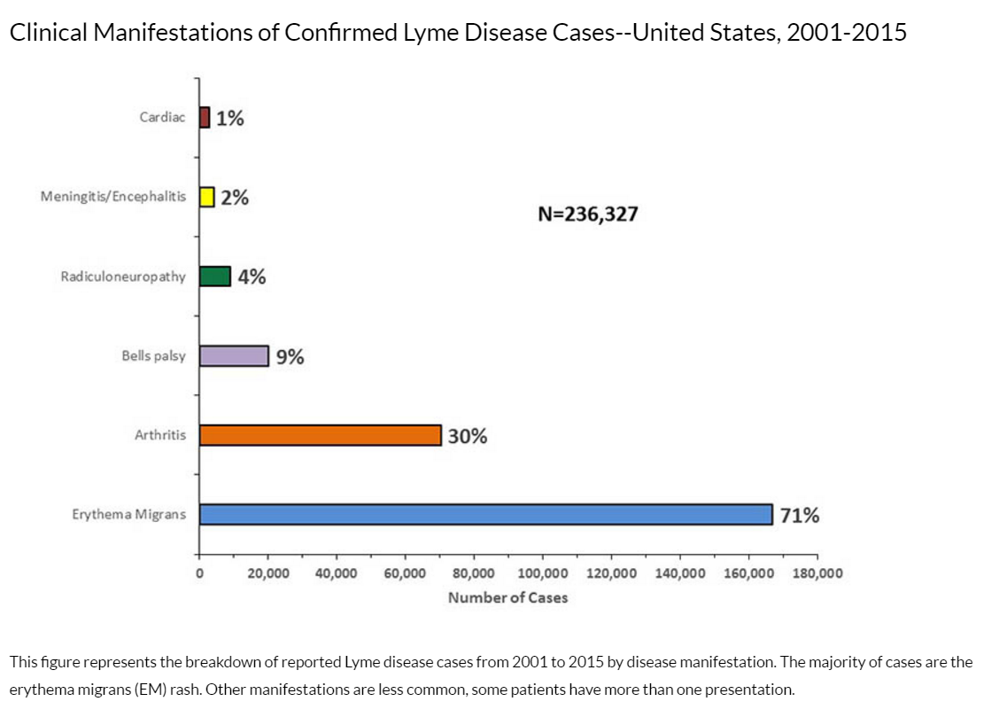 Clinical Manifestations of Confirmed Lyme Disease Cases--United States, 2001-2015
Cardiac
1%
Meningitis/Encephalitis
2%
N=236,327
Radiculoneuropathy
4%
Bells palsy
9%
Arthritis
30%
Erythema Migrans
71%
0 20,000 40,000 60,000 80,000 100,000 120,000 140,000 160,000 180,000
Number of Cases
This figure represents the breakdown of reported Lyme disease cases from 2001 to 2015 by disease manifestation. The majority of cases are the
erythema migrans (EM) rash. Other manifestations are less common, some patients have more than one presentation.